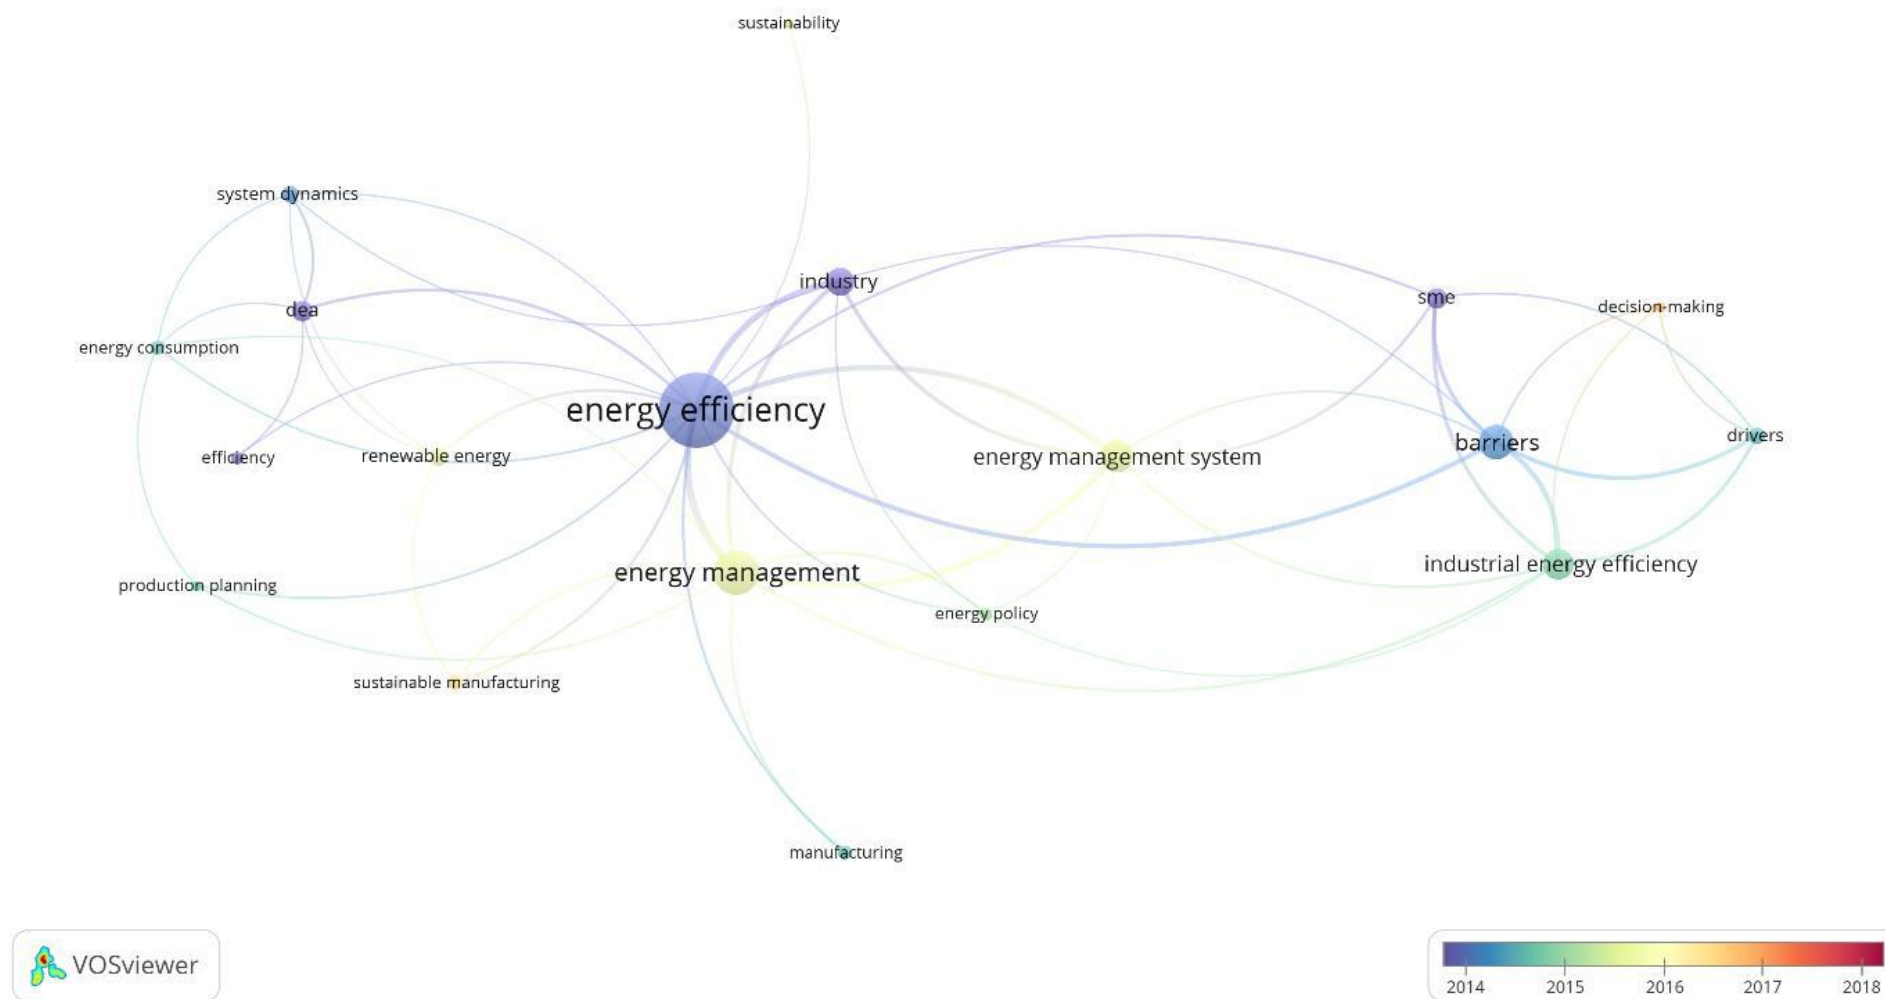 sustainability
system dynamics
industry
sme
dea
decision-making
energy consumption
energy efficiency
drivers
barriers
efficiency
renewable energy
energy management system
industrial energy efficiency
energy management
production planning
energy policy
sustainable manufacturing
manufacturing
VOSviewer
2014 2015 2016 2017 2018